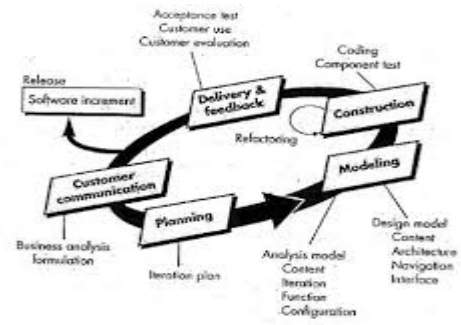 Acceptance test
Customer use
Customer evaluation
Release
Software increment
Delivery &
feedback
Coding
Component test
Construction
Refactoring
Modeling
Customer
communication
Planning
Business analysis
formulation
Iteration plan
Analysis model
Content
Iteration
Function
Configuration
Design model
Content
Architecture
Navigation
Interface